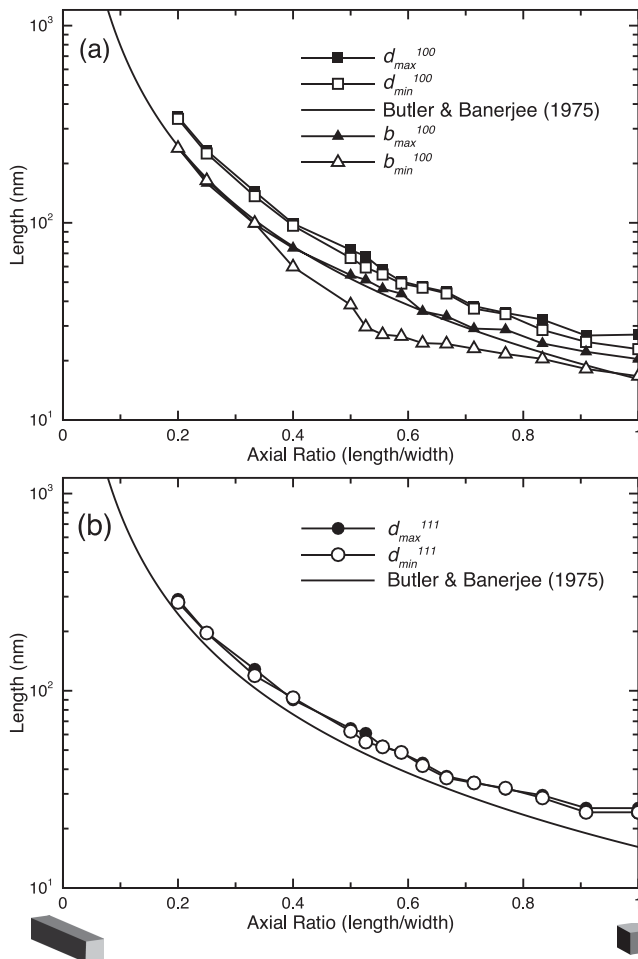 10³
(a)
d_max^100
d_min^100
Butler & Banerjee (1975)
b_max^100
b_min^100
Length (nm)
10²
10¹
0 0.2 0.4 0.6 0.8 1
Axial Ratio (length/width)
10³
(b)
d_max^111
d_min^111
Butler & Banerjee (1975)
Length (nm)
10²
10¹
0 0.2 0.4 0.6 0.8 1
Axial Ratio (length/width)